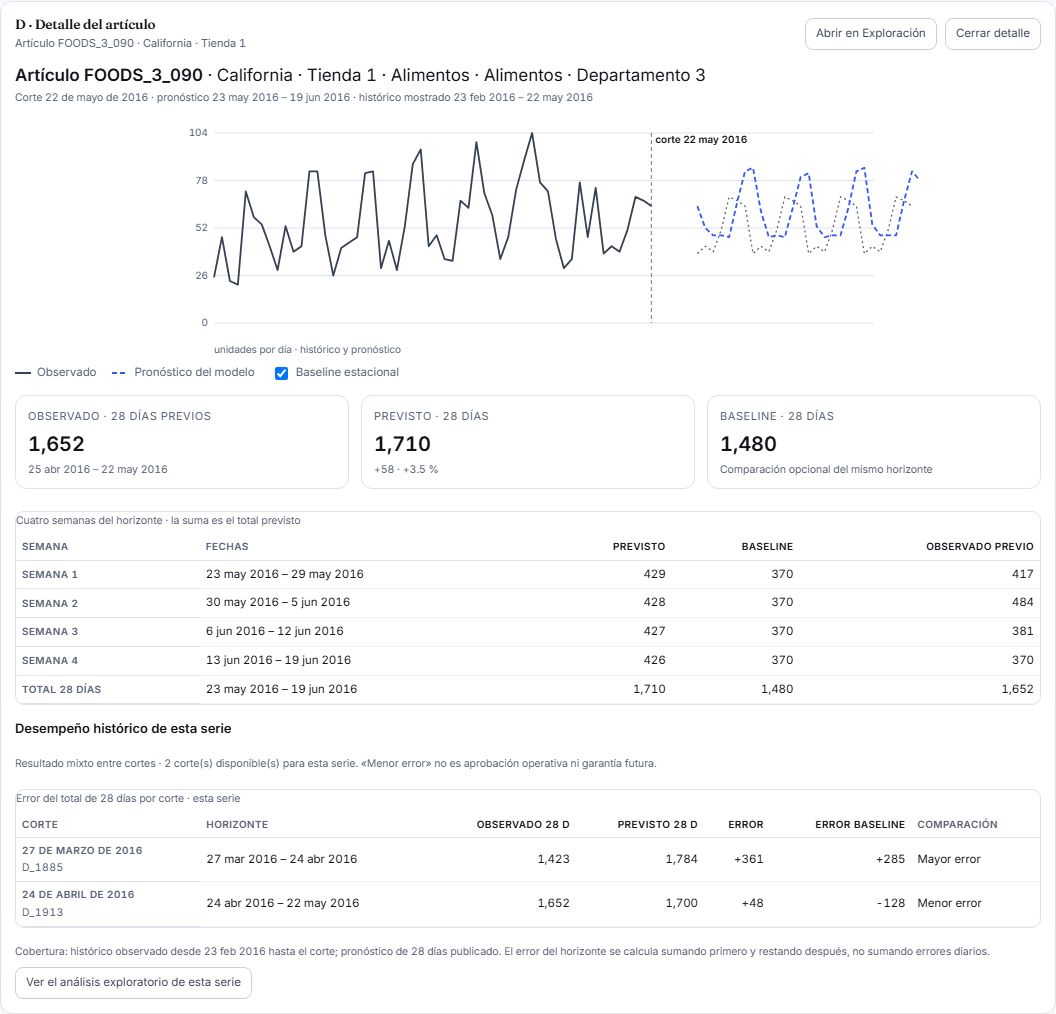 D · Detalle del artículo
Artículo FOODS_3_090 · California · Tienda 1
Abrir en Exploración
Cerrar detalle
Artículo FOODS_3_090 · California · Tienda 1 · Alimentos · Alimentos · Departamento 3
Corte 22 de mayo de 2016 · pronóstico 23 may 2016 – 19 jun 2016 · histórico mostrado 23 feb 2016 – 22 may 2016
104
78
52
26
0
corte 22 may 2016
unidades por día · histórico y pronóstico
Observado Pronóstico del modelo Baseline estacional
OBSERVADO · 28 DÍAS PREVIOS
1,652
25 abr 2016 – 22 may 2016
PREVISTO · 28 DÍAS
1,710
+58 · +3.5 %
BASELINE · 28 DÍAS
1,480
Comparación opcional del mismo horizonte
Cuatro semanas del horizonte · la suma es el total previsto
SEMANA FECHAS PREVISTO BASELINE OBSERVADO PREVIO
SEMANA 1 23 may 2016 – 29 may 2016 429 370 417
SEMANA 2 30 may 2016 – 5 jun 2016 428 370 484
SEMANA 3 6 jun 2016 – 12 jun 2016 427 370 381
SEMANA 4 13 jun 2016 – 19 jun 2016 426 370 370
TOTAL 28 DÍAS 23 may 2016 – 19 jun 2016 1,710 1,480 1,652
Desempeño histórico de esta serie
Resultado mixto entre cortes · 2 corte(s) disponible(s) para esta serie. «Menor error» no es aprobación operativa ni garantía futura.
Error del total de 28 días por corte · esta serie
CORTE HORIZONTE OBSERVADO 28 D PREVISTO 28 D ERROR ERROR BASELINE COMPARACIÓN
27 DE MARZO DE 2016
D_1885
27 mar 2016 – 24 abr 2016 1,423 1,784 +361 +285 Mayor error
24 DE ABRIL DE 2016
D_1913
24 abr 2016 – 22 may 2016 1,652 1,700 +48 -128 Menor error
Cobertura: histórico observado desde 23 feb 2016 hasta el corte; pronóstico de 28 días publicado. El error del horizonte se calcula sumando primero y restando después, no sumando errores diarios.
Ver el análisis exploratorio de esta serie